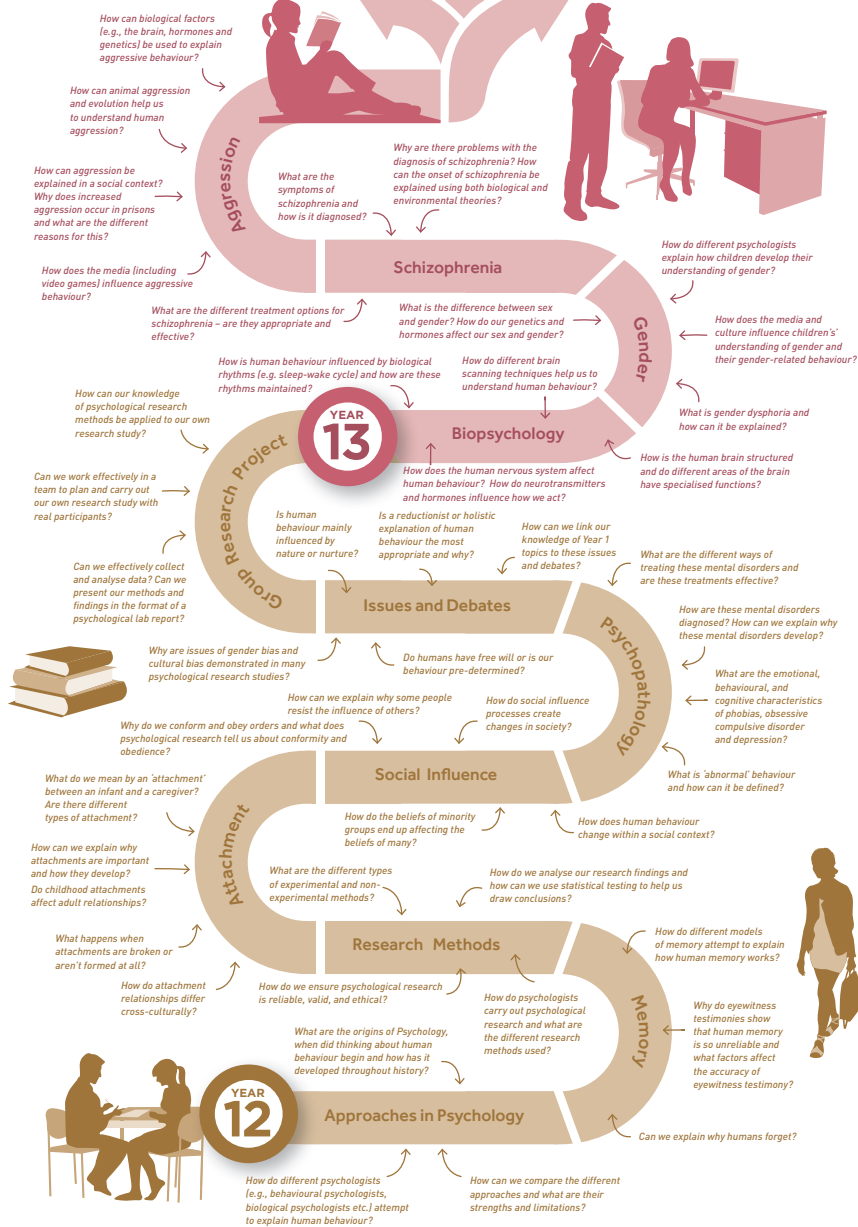 How can biological factors
(e.g., the brain, hormones and
genetics) be used to explain
aggressive behaviour?
How can animal aggression
and evolution help us
to understand human
aggression?
How can aggression be
explained in a social context?
Why does increased
aggression occur in prisons
and what are the different
reasons for this?
How does the media (including
video games) influence aggressive
behaviour?
Aggression
What are the
symptoms of
schizophrenia and
how is it diagnosed?
Why are there problems with the
diagnosis of schizophrenia? How
can the onset of schizophrenia be
explained using both biological and
environmental theories?
Schizophrenia
What are the different treatment options for
schizophrenia – are they appropriate and
effective?
What is the difference between sex
and gender? How do our genetics and
hormones affect our sex and gender?
How do different psychologists
explain how children develop their
understanding of gender?
Gender
How does the media and
culture influence children's'
understanding of gender and
their gender-related behaviour?
What is gender dysphoria and
how can it be explained?
How is human behaviour influenced by biological
rhythms (e.g. sleep-wake cycle) and how are these
rhythms maintained?
How do different brain
scanning techniques help us to
understand human behaviour?
YEAR
13
Biopsychology
How does the human nervous system affect
human behaviour? How do neurotransmitters
and hormones influence how we act?
How is the human brain structured
and do different areas of the brain
have specialised functions?
How can our knowledge
of psychological research
methods be applied to our own
research study?
Can we work effectively in a
team to plan and carry out
our own research study with
real participants?
Can we effectively collect
and analyse data? Can we
present our methods and
findings in the format of a
psychological lab report?
Group Research Project
Is human
behaviour mainly
influenced by
nature or nurture?
Is a reductionist or holistic
explanation of human
behaviour the most
appropriate and why?
How can we link our
knowledge of Year 1
topics to these issues
and debates?
Issues and Debates
Why are issues of gender bias and
cultural bias demonstrated in many
psychological research studies?
Do humans have free will or is our
behaviour pre-determined?
What are the different ways of
treating these mental disorders and
are these treatments effective?
How are these mental disorders
diagnosed? How can we explain why
these mental disorders develop?
Psychopathology
What are the emotional,
behavioural, and
cognitive characteristics
of phobias, obsessive
compulsive disorder
and depression?
What is 'abnormal' behaviour
and how can it be defined?
How can we explain why some people
resist the influence of others?
Why do we conform and obey orders and what does
psychological research tell us about conformity and
obedience?
How do social influence
processes create
changes in society?
Social Influence
How do the beliefs of minority
groups end up affecting the
beliefs of many?
How does human behaviour
change within a social context?
What do we mean by an 'attachment'
between an infant and a caregiver?
Are there different
types of attachment?
How can we explain why
attachments are important
and how they develop?
Do childhood attachments
affect adult relationships?
What happens when
attachments are broken or
aren't formed at all?
How do attachment
relationships differ
cross-culturally?
Attachment
What are the different types
of experimental and non-
experimental methods?
How do we analyse our research findings and
how can we use statistical testing to help us
draw conclusions?
Research Methods
How do we ensure psychological research
is reliable, valid, and ethical?
How do psychologists
carry out psychological
research and what are
the different research
methods used?
How do different models
of memory attempt to explain
how human memory works?
Memory
Why do eyewitness
testimonies show
that human memory
is so unreliable and
what factors affect
the accuracy of
eyewitness testimony?
Can we explain why humans forget?
What are the origins of Psychology,
when did thinking about human
behaviour begin and how has it
developed throughout history?
YEAR
12
Approaches in Psychology
How do different psychologists
(e.g., behavioural psychologists,
biological psychologists etc.) attempt
to explain human behaviour?
How can we compare the different
approaches and what are their
strengths and limitations?